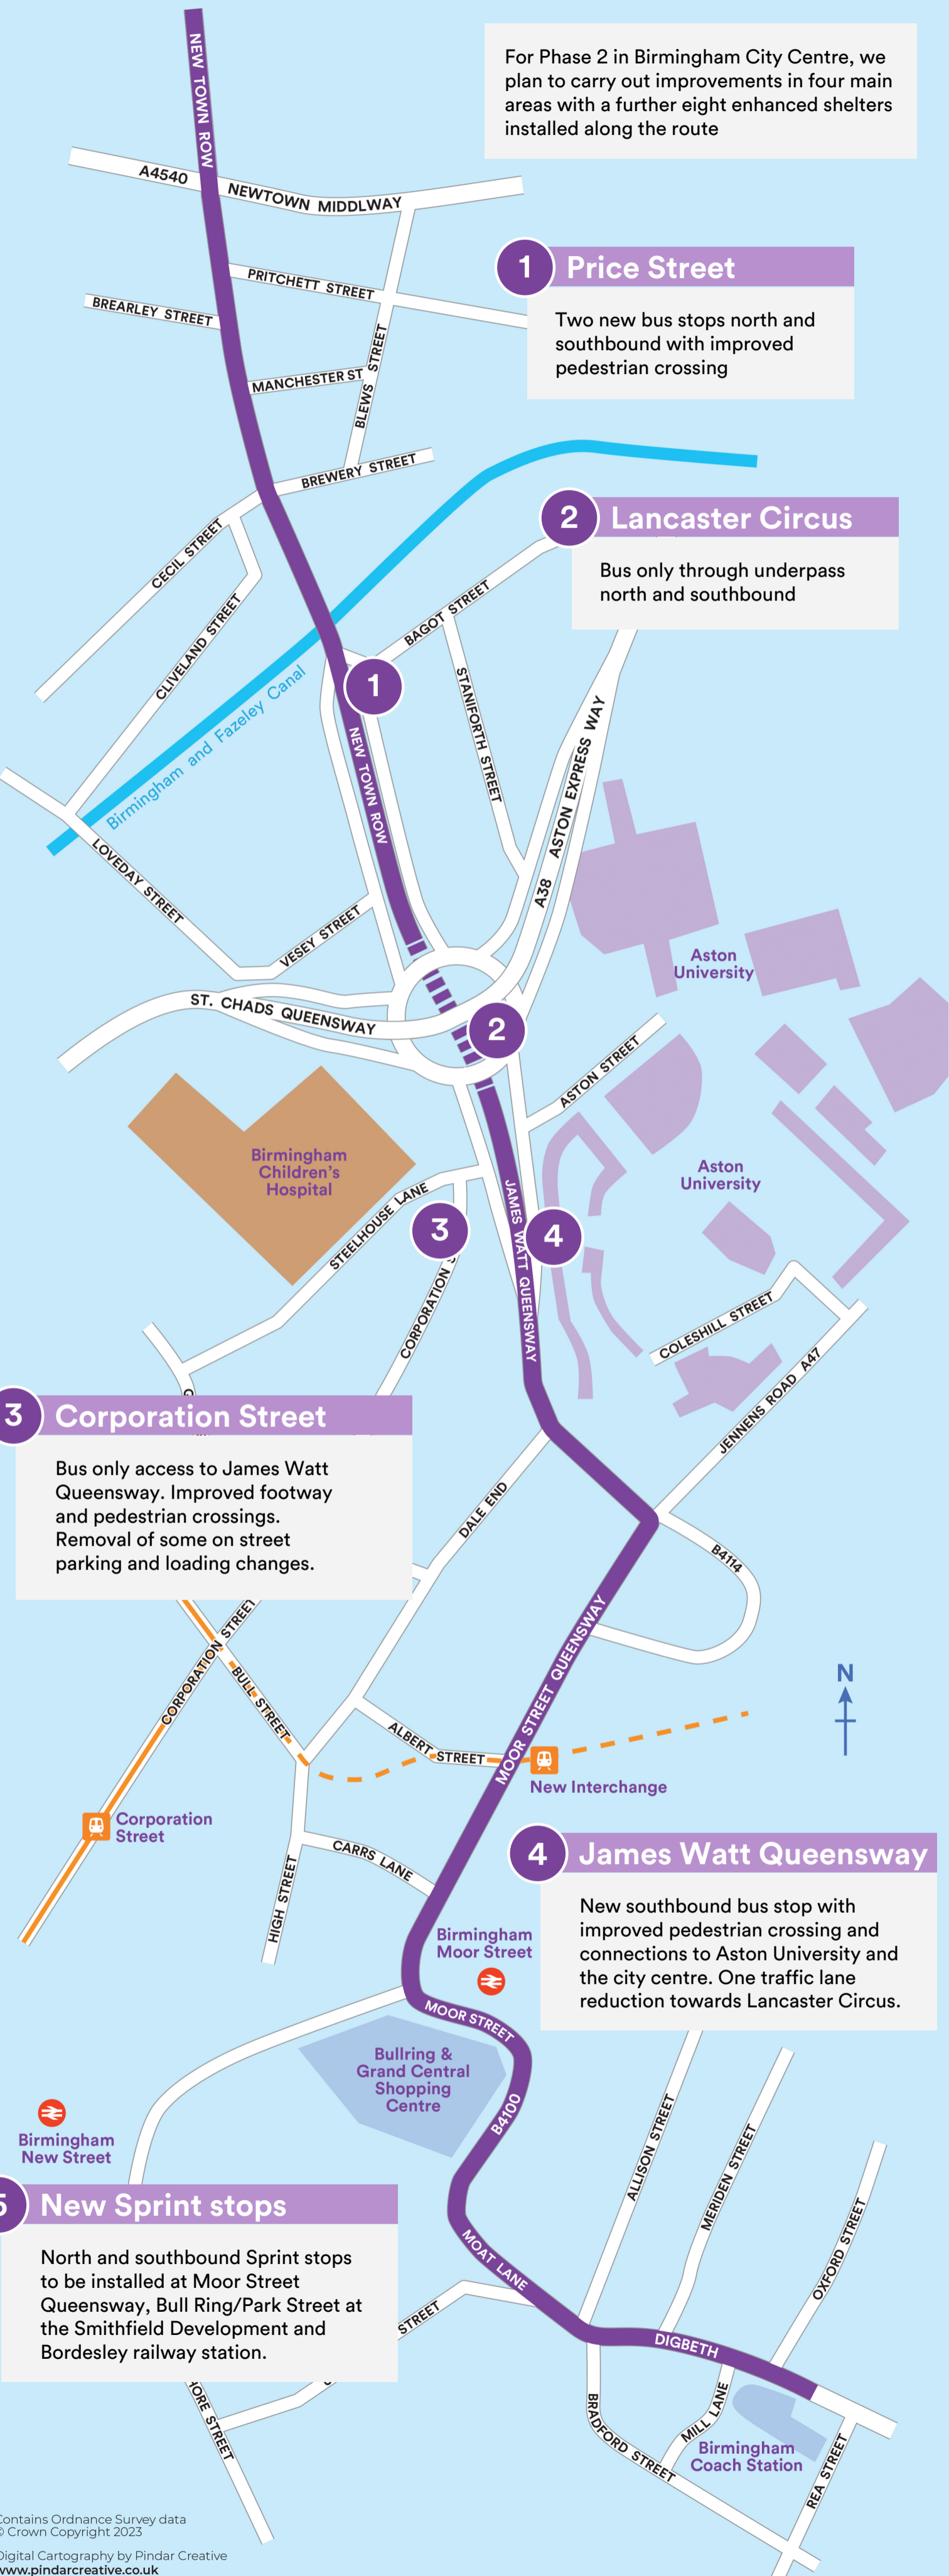 NEW TOWN ROW
For Phase 2 in Birmingham City Centre, we
plan to carry out improvements in four main
areas with a further eight enhanced shelters
installed along the route
A4540
NEWTOWN MIDDLWAY
1 Price Street
Two new bus stops north and
southbound with improved
pedestrian crossing
PRITCHETT STREET
BREARLEY STREET
MANCHESTER ST
BLEWS STREET
BREWERY STREET
2 Lancaster Circus
Bus only through underpass
north and southbound
CECIL STREET
CLIVELAND STREET
BAGOT STREET
Birmingham and Fazeley Canal
1
STANIFORTH STREET
NEW TOWN ROW
A38 ASTON EXPRESS WAY
LOVEDAY STREET
VESEY STREET
Aston
University
ST. CHADS QUEENSWAY
2
ASTON STREET
Birmingham
Children's
Hospital
Aston
University
STEELHOUSE LANE
JAMES WATT QUEENSWAY
3
4
CORPORATION S
COLESHILL STREET
JENNENS ROAD A47
3 Corporation Street
Bus only access to James Watt
Queensway. Improved footway
and pedestrian crossings.
Removal of some on street
parking and loading changes.
DALE END
B4114
CORPORATION STREET
BULL STREET
MOOR STREET QUEENSWAY
N
ALBERT STREET
New Interchange
Corporation
Street
CARRS LANE
HIGH STREET
4 James Watt Queensway
New southbound bus stop with
improved pedestrian crossing and
connections to Aston University and
the city centre. One traffic lane
reduction towards Lancaster Circus.
Birmingham
Moor Street
MOOR STREET
Bullring &
Grand Central
Shopping
Centre
B4100
Birmingham
New Street
ALLISON STREET
MERIDEN STREET
OXFORD STREET
5 New Sprint stops
North and southbound Sprint stops
to be installed at Moor Street
Queensway, Bull Ring/Park Street at
the Smithfield Development and
Bordesley railway station.
MOAT LANE
STREET
DIGBETH
HORE STREET
BRADFORD STREET
MILL LANE
Birmingham
Coach Station
REA STREET
Contains Ordnance Survey data
© Crown Copyright 2023
Digital Cartography by Pindar Creative
www.pindarcreative.co.uk